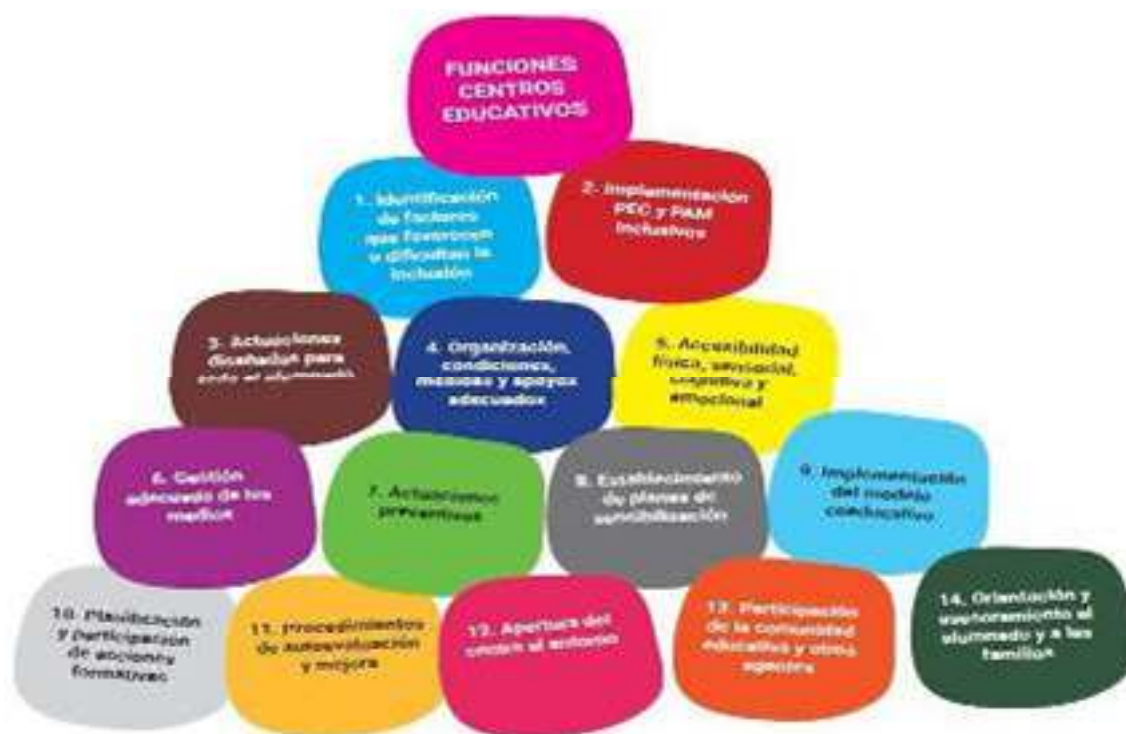 FUNCIONES
CENTROS
EDUCATIVOS
1. Identificación
de factores
que favorecen
o dificultan la
inclusión
2. Implementación
PEC y PAM
inclusivos
3. Actuaciones
diseñadas para
todo el alumnado
4. Organización,
condiciones,
medidas y apoyos
adecuados
5. Accesibilidad
física, sensorial,
cognitiva y
emocional
6. Gestión
adecuada de los
medios
7. Actuaciones
preventivas
8. Establecimiento
de planes de
sensibilización
9. Implementación
del modelo
coeducativo
10. Planificación
y participación
de acciones
formativas
11. Procedimientos
de autoevaluación
y mejora
12. Apertura del
centro al entorno
13. Participación
de la comunidad
educativa y otros
agentes
14. Orientación y
asesoramiento al
alumnado y a las
familias